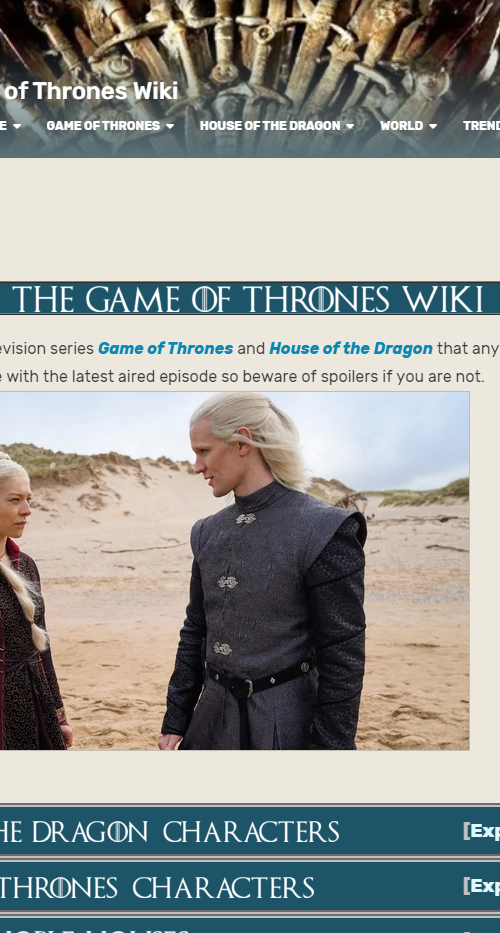 of Thrones Wiki
GAME OF THRONES HOUSE OF THE DRAGON WORLD
THE GAME OF THRONES WIKI
series Game of Thrones and House of the Dragon that any
with the latest aired episode so beware of spoilers if you are not.
DRAGON CHARACTERS
THRONES CHARACTERS